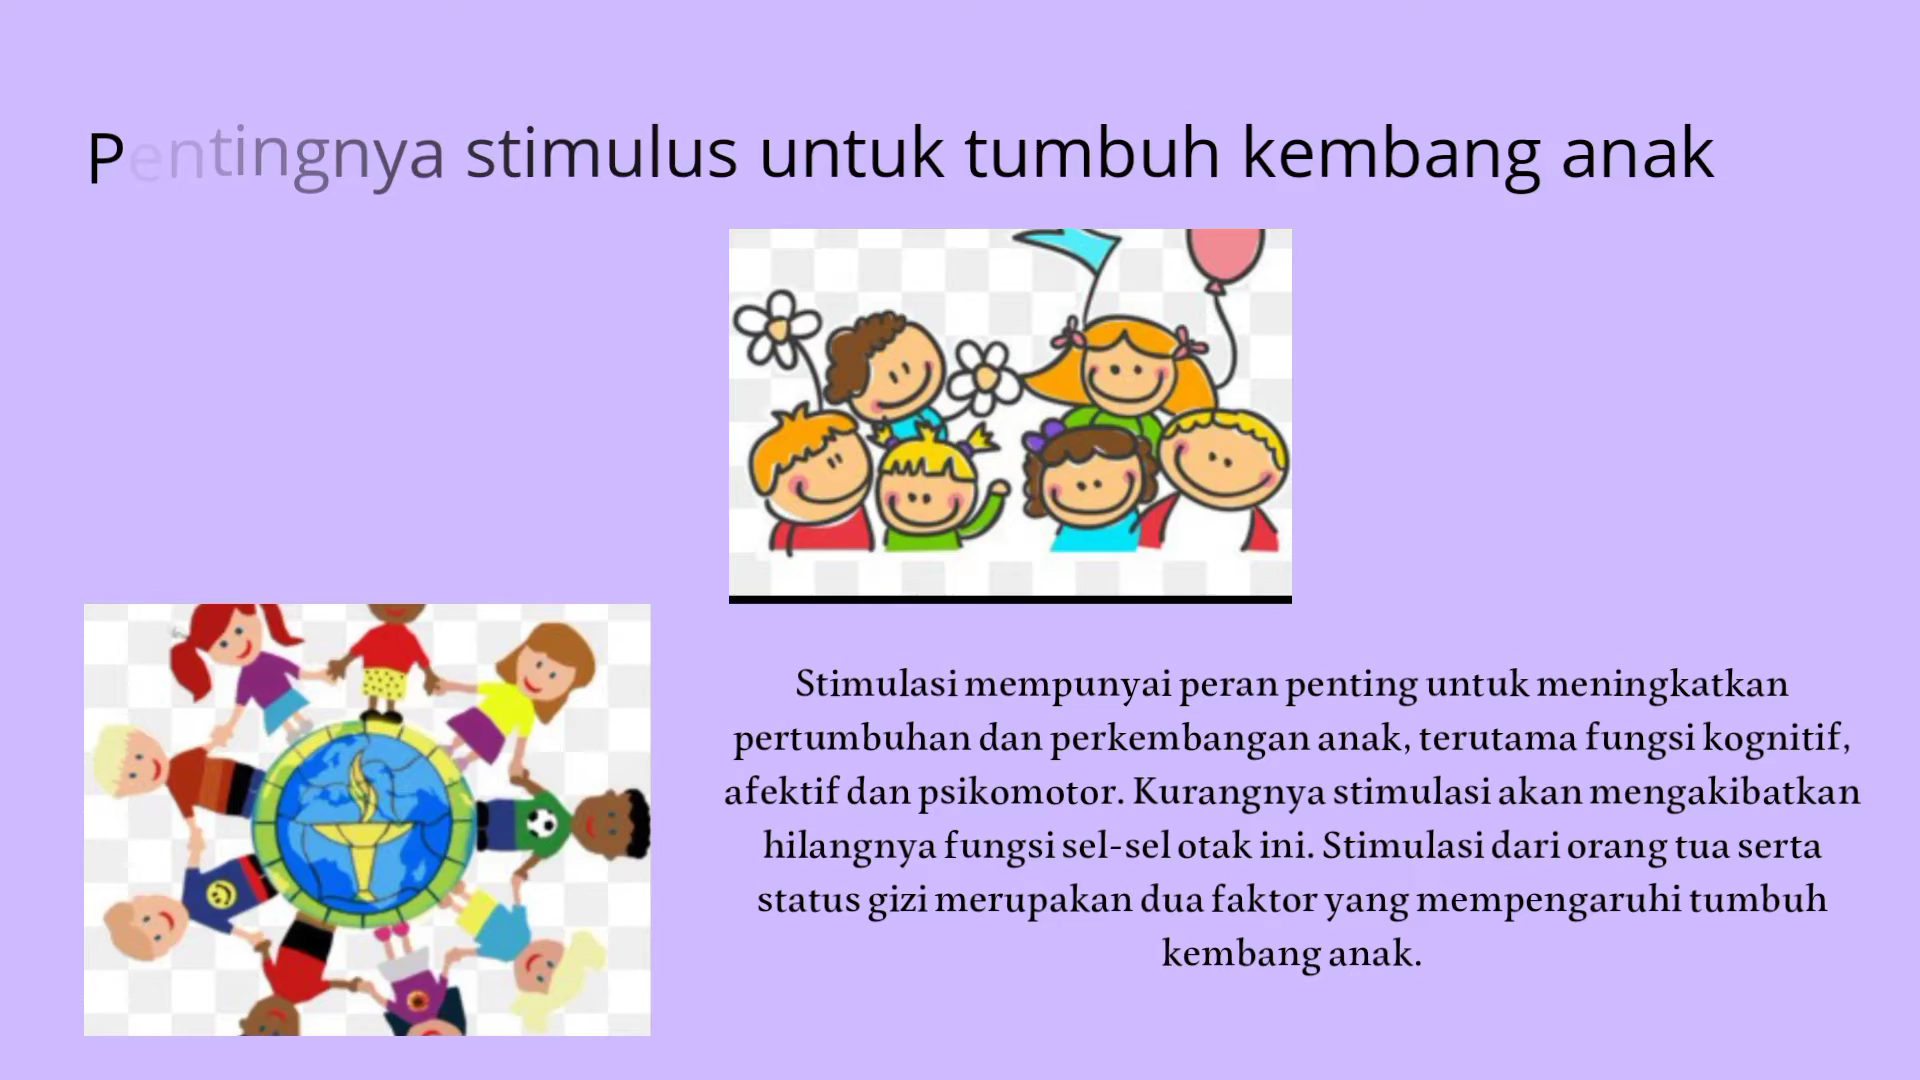 Pentingnya stimulus untuk tumbuh kembang anak
Stimulasi mempunyai peran penting untuk meningkatkan
pertumbuhan dan perkembangan anak, terutama fungsi kognitif,
afektif dan psikomotor. Kurangnya stimulasi akan mengakibatkan
hilangnya fungsi sel-sel otak ini. Stimulasi dari orang tua serta
status gizi merupakan dua faktor yang mempengaruhi tumbuh
kembang anak.